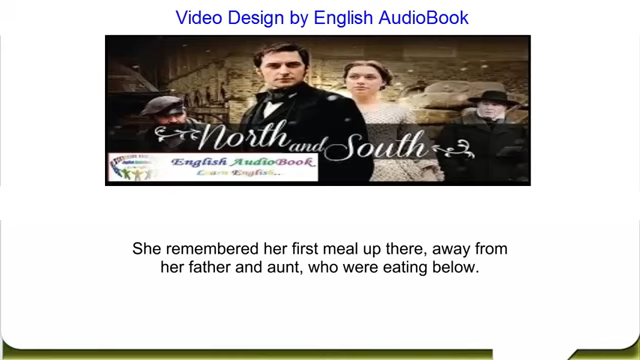 Video Design by English AudioBook
North and South
English AudioBook
Learn English...
She remembered her first meal up there, away from
her father and aunt, who were eating below.